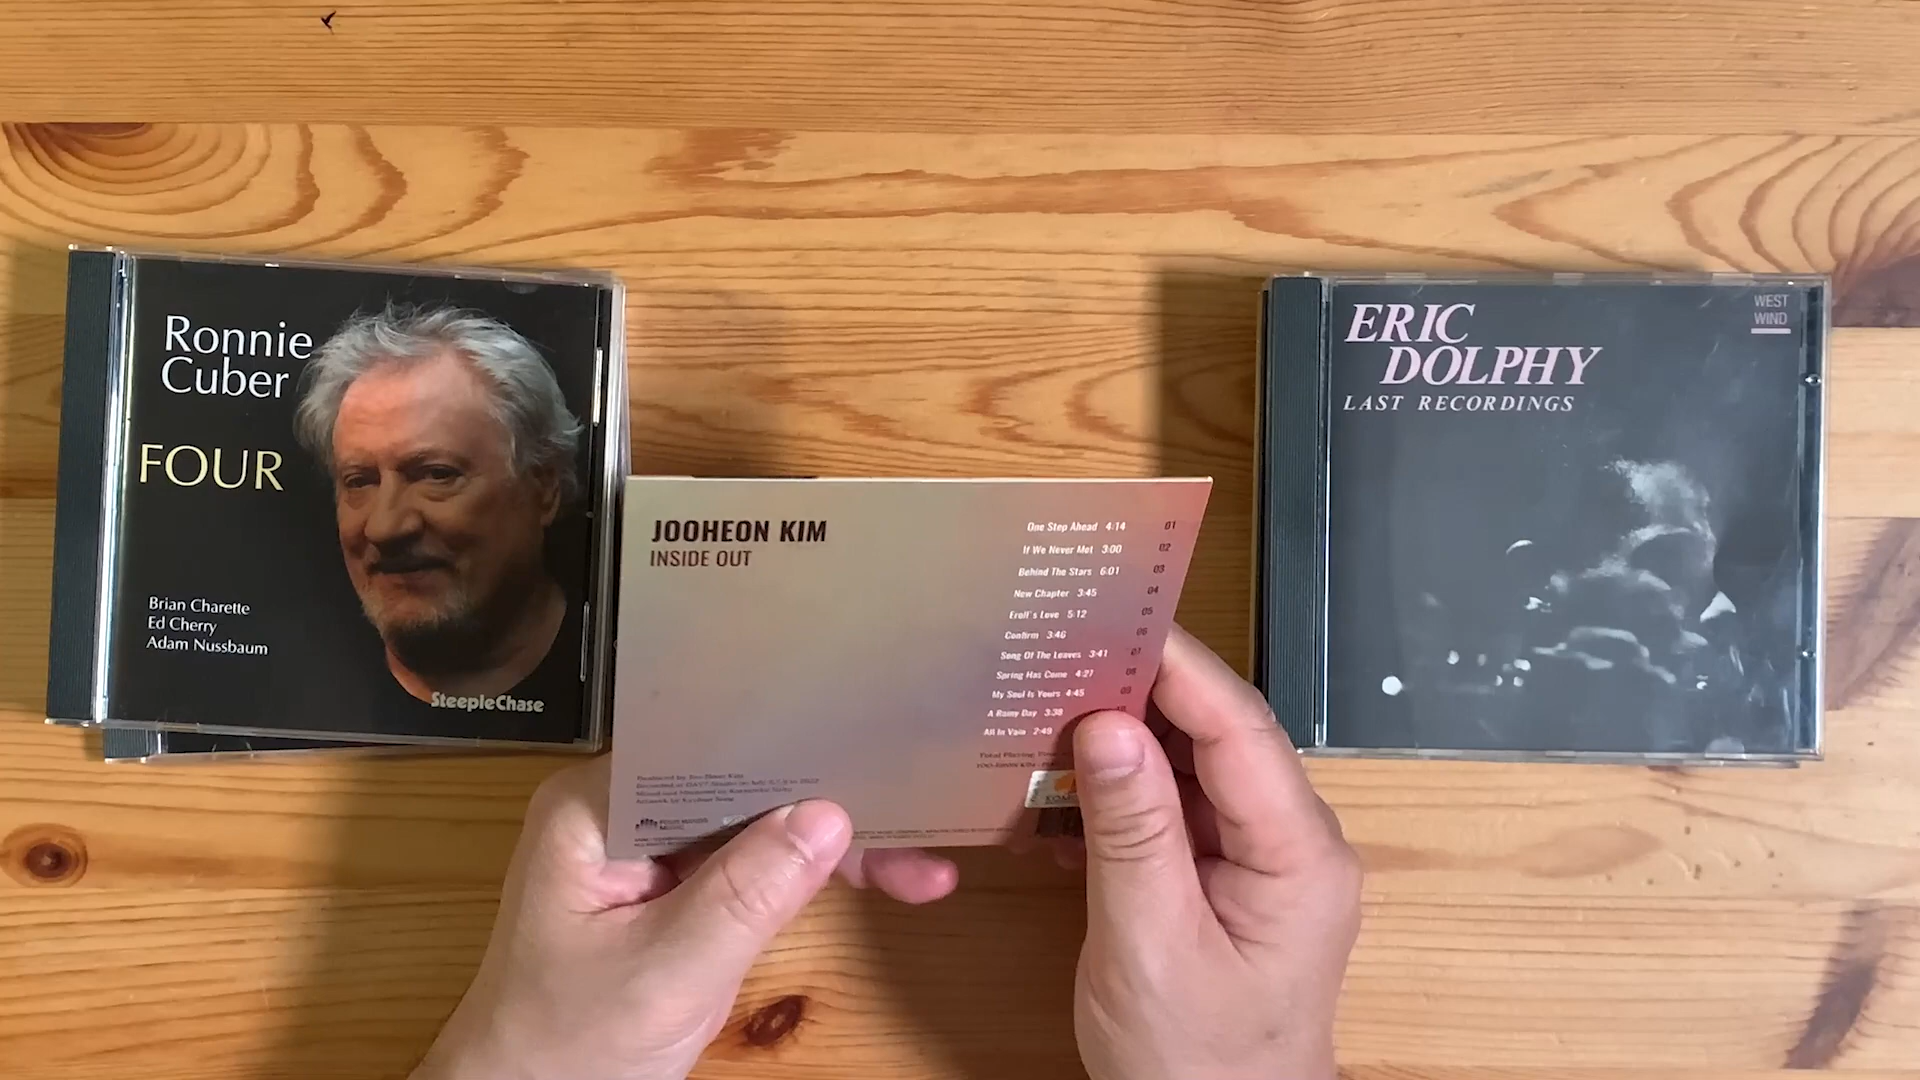 Ronnie
Cuber
FOUR
Brian Charette
Ed Cherry
Adam Nussbaum
SteepleChase
JOOHEON KIM
INSIDE OUT
One Step Ahead 4:14 01
If We Never Met 3:00 02
Behind The Stars 6:01 03
New Chapter 3:45 04
Eroll's Love 5:12 05
Confirm 3:46 06
Song Of The Leaves 3:41 07
Spring Has Come 4:27 08
My Soul Is Yours 4:45 09
A Rainy Day 3:38
All In Vain 2:49
ERIC
DOLPHY
LAST RECORDINGS
WEST
WIND